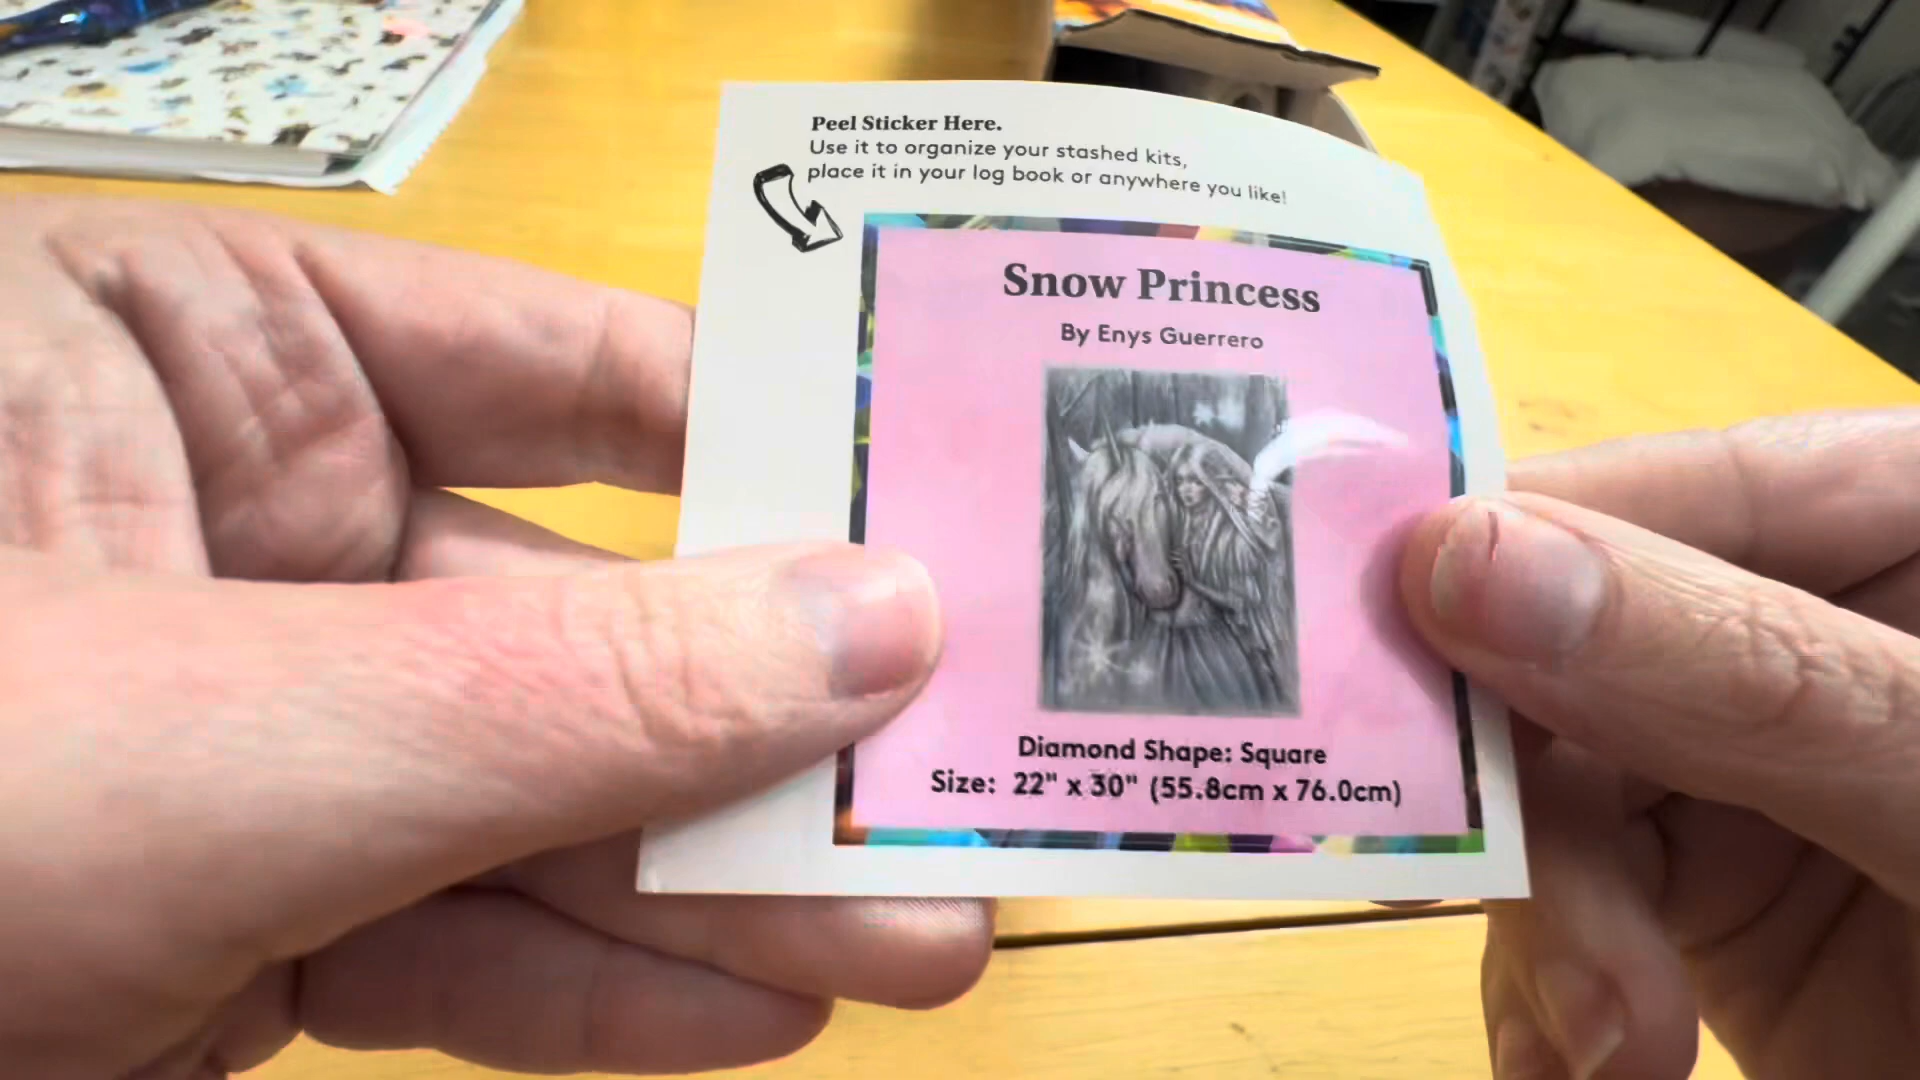 Peel Sticker Here.
Use it to organize your stashed kits,
place it in your log book or anywhere you like!
Snow Princess
By Enys Guerrero
Diamond Shape: Square
Size: 22" x 30" (55.8cm x 76.0cm)